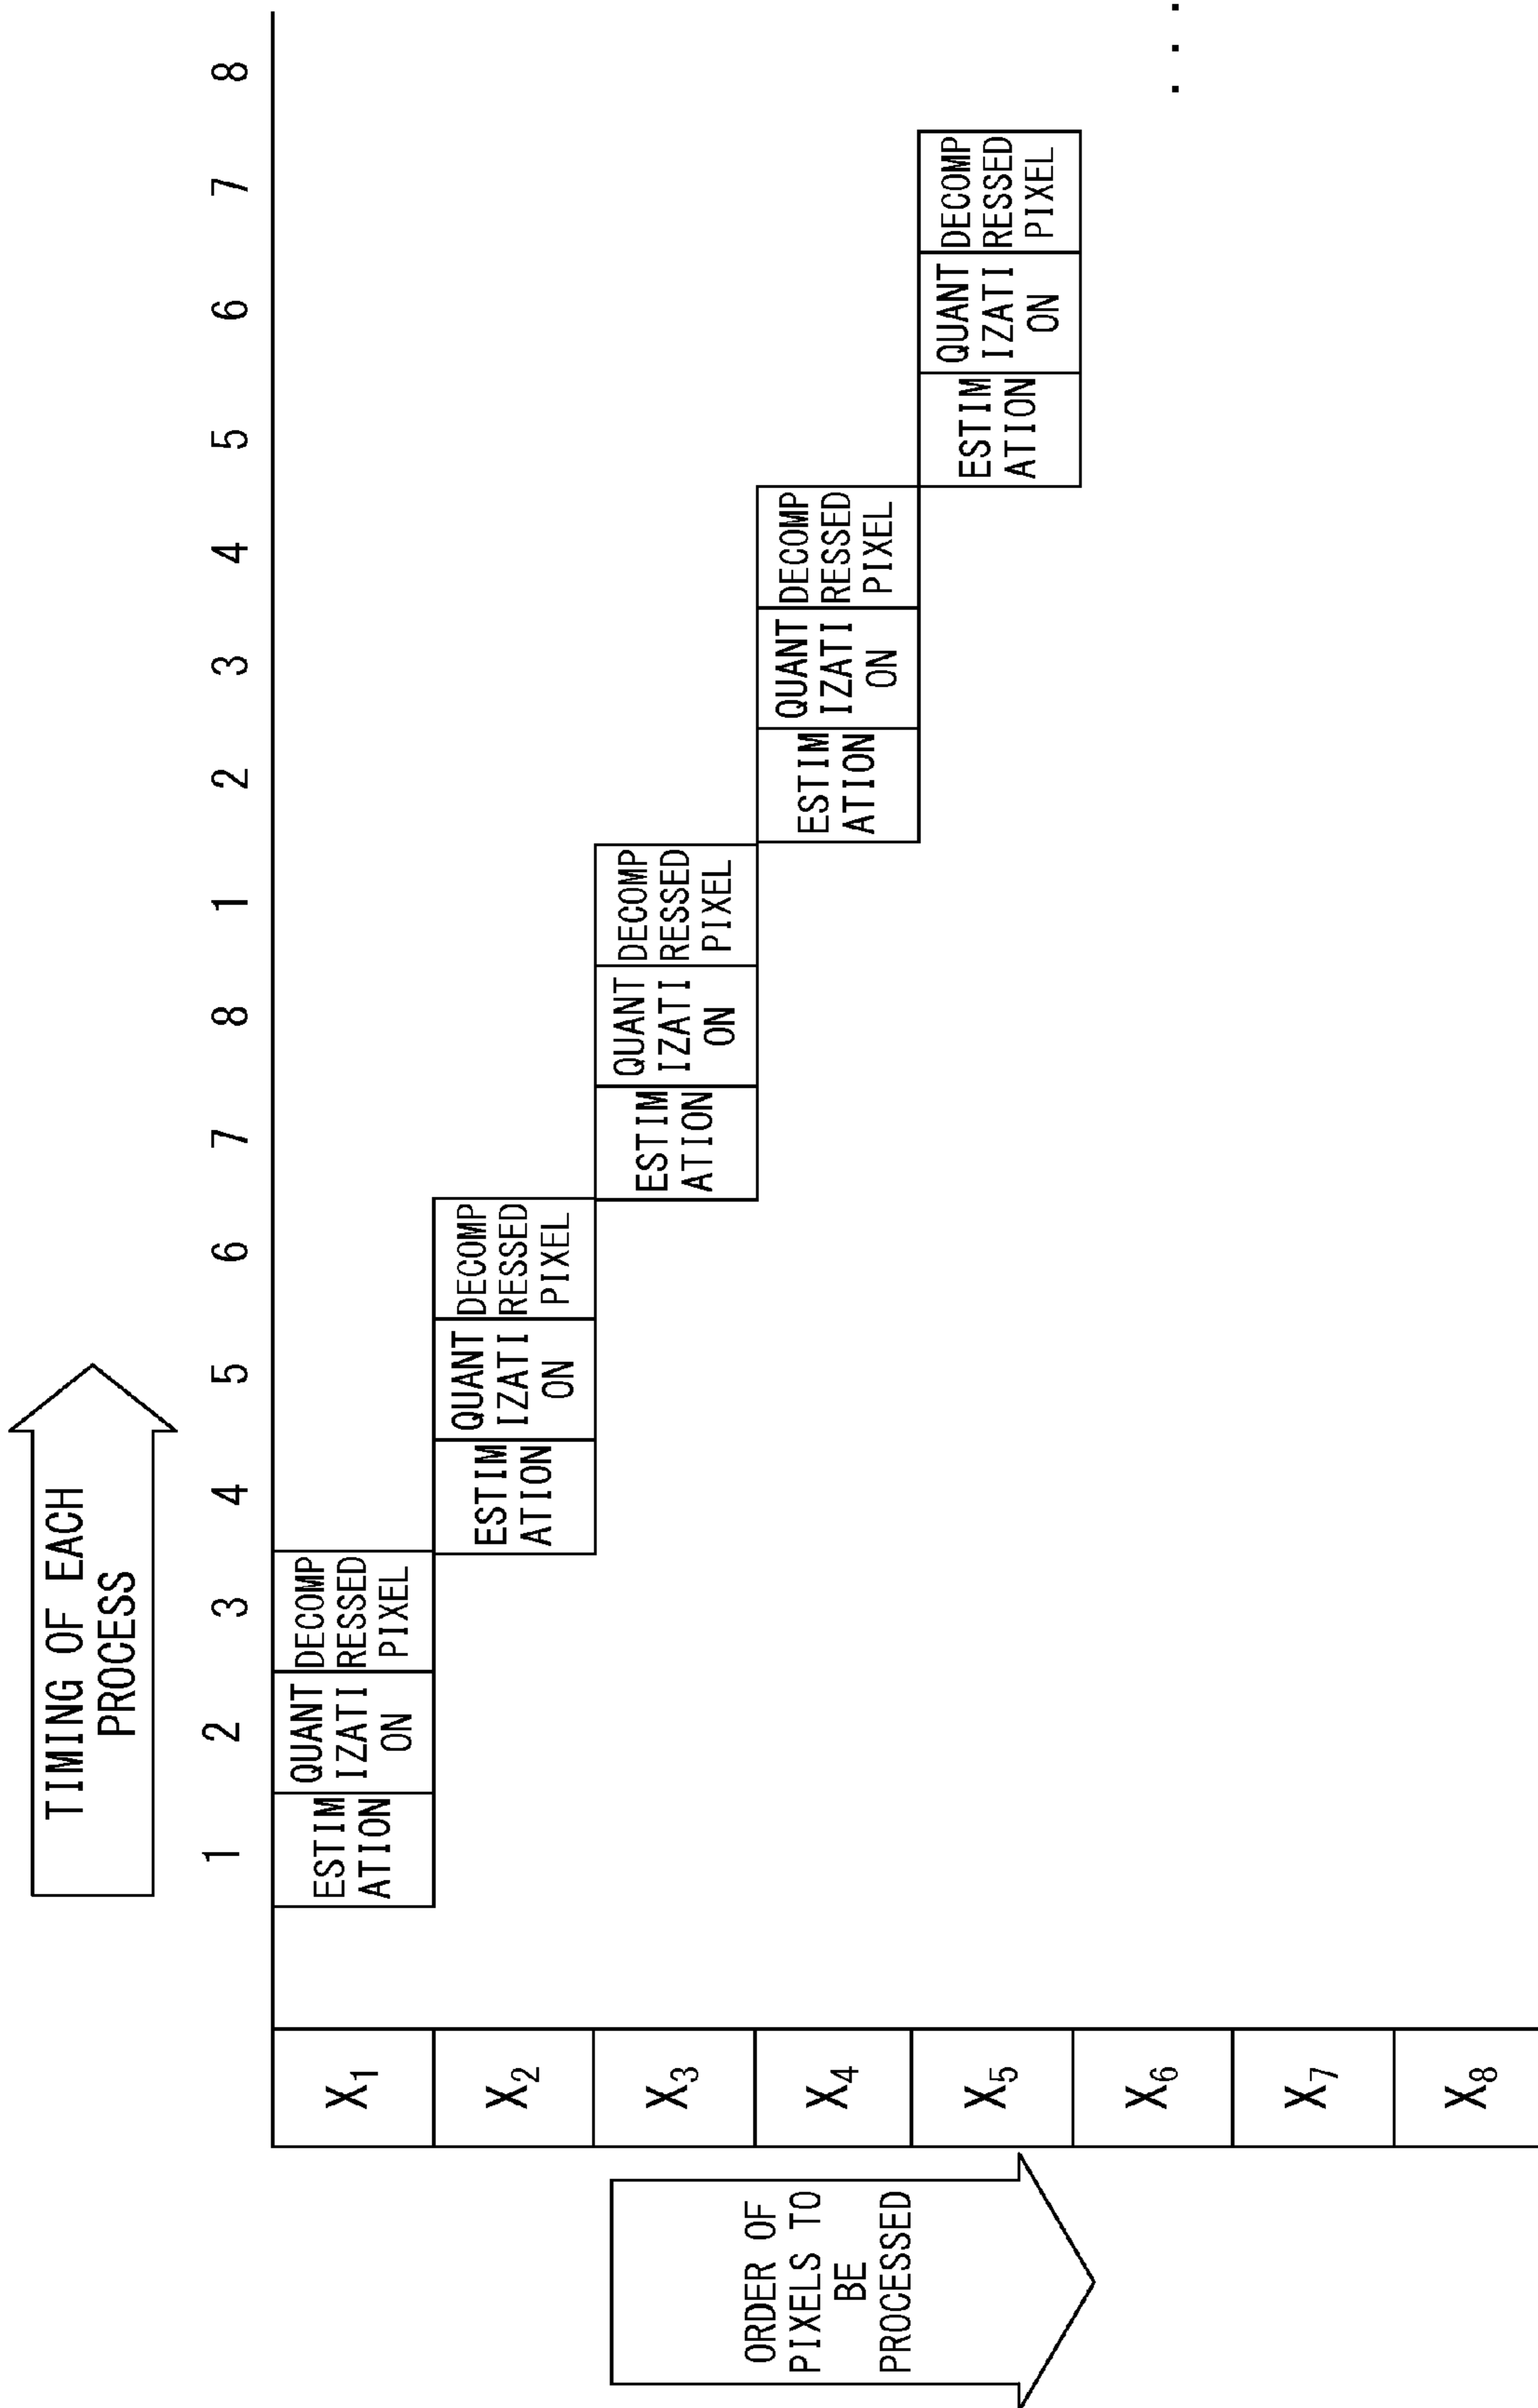 TIMING OF EACH
PROCESS
1 2 3 4 5 6 7 8 1 2 3 4 5 6 7 8
X1
ESTIM
ATION
QUANT
IZATI
ON
DECOMP
RESSED
PIXEL
X2
ESTIM
ATION
QUANT
IZATI
ON
DECOMP
RESSED
PIXEL
X3
ESTIM
ATION
QUANT
IZATI
ON
DECOMP
RESSED
PIXEL
X4
ESTIM
ATION
QUANT
IZATI
ON
DECOMP
RESSED
PIXEL
X5
ESTIM
ATION
QUANT
IZATI
ON
DECOMP
RESSED
PIXEL
X6
. . .
X7
X8
ORDER OF
PIXELS TO
BE
PROCESSED